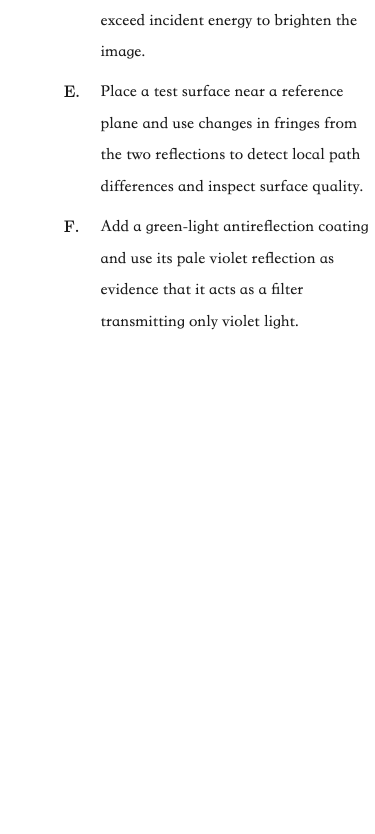 exceed incident energy to brighten the
image.
E. Place a test surface near a reference
plane and use changes in fringes from
the two reflections to detect local path
differences and inspect surface quality.
F. Add a green-light antireflection coating
and use its pale violet reflection as
evidence that it acts as a filter
transmitting only violet light.